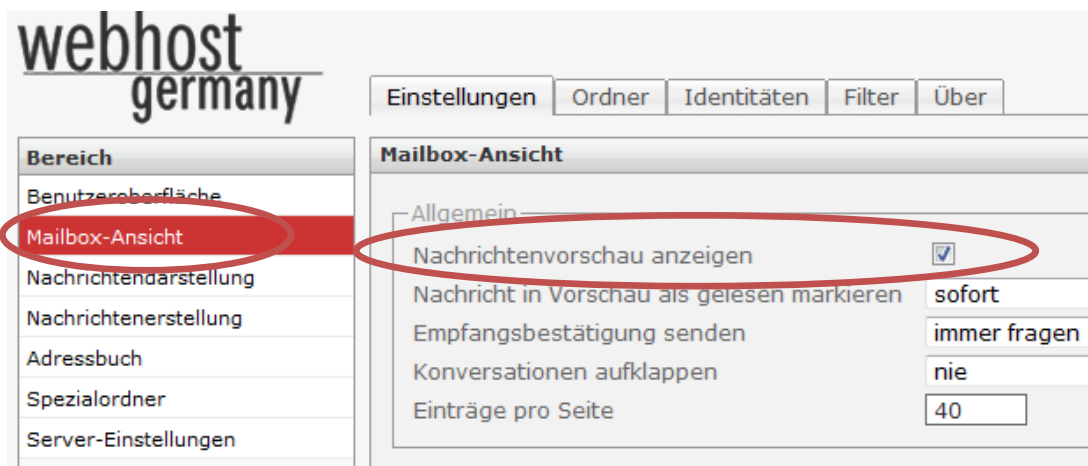 webhost
germany
Einstellungen Ordner Identitäten Filter Über
Bereich
Benutzeroberfläche
Mailbox-Ansicht
Nachrichtendarstellung
Nachrichtenerstellung
Adressbuch
Spezialordner
Server-Einstellungen
Mailbox-Ansicht
Allgemein
Nachrichtenvorschau anzeigen
Nachricht in Vorschau als gelesen markieren sofort
Empfangsbestätigung senden immer fragen
Konversationen aufklappen nie
Einträge pro Seite 40